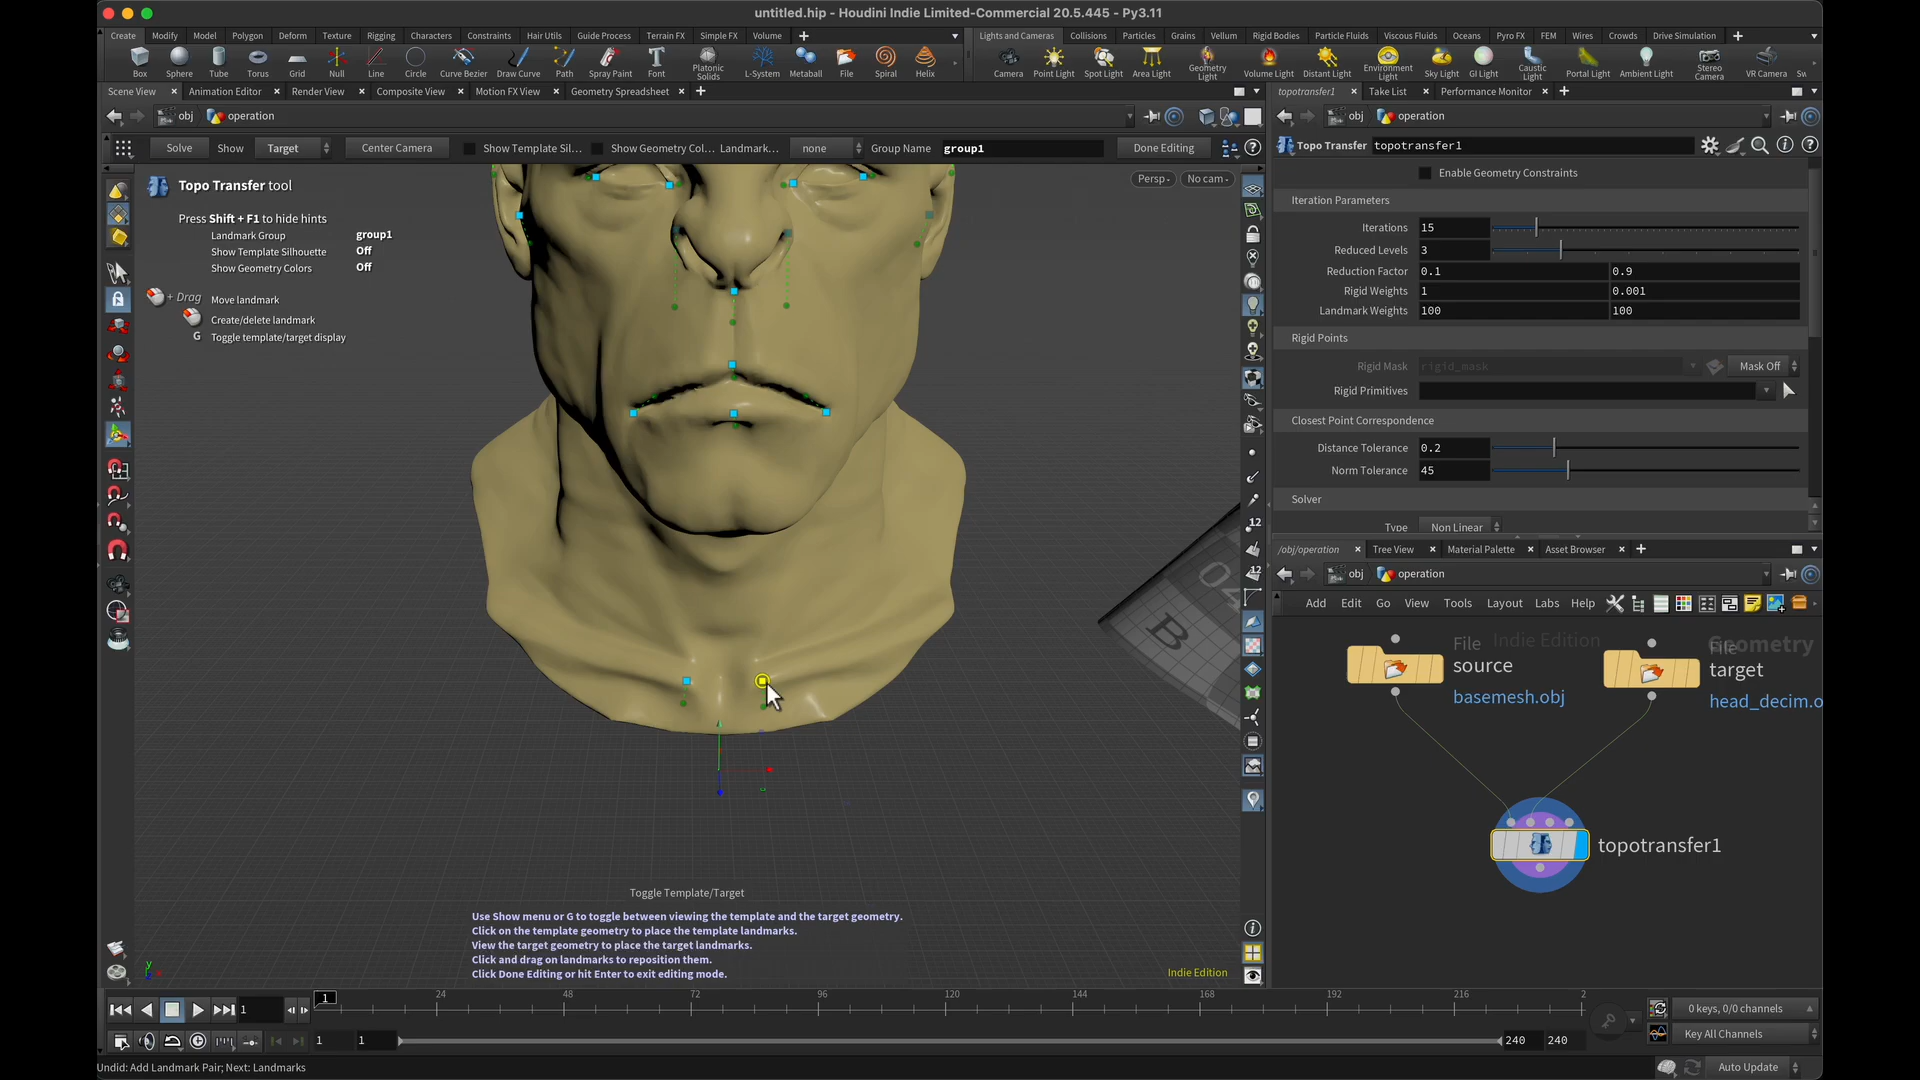 untitled.hip - Houdini Indie Limited-Commercial 20.5.445 - Py3.11
Create Modify Model Polygon Deform Texture Rigging Characters Constraints Hair Utils Guide Process Terrain FX Simple FX Volume
Lights and Cameras Collisions Particles Grains Vellum Rigid Bodies Particle Fluids Viscous Fluids Oceans Pyro FX FEM Wires Crowds Drive Simulation
Box Sphere Tube Torus Grid Null Line Circle Curve Bezier Draw Curve Path Spray Paint Font Platonic Solids L-System Metaball File Spiral Helix
Camera Point Light Spot Light Area Light Geometry Light Volume Light Distant Light Environment Light Sky Light GI Light Caustic Light Portal Light Ambient Light Stereo Camera VR Camera Sw
Scene View Animation Editor Render View Composite View Motion FX View Geometry Spreadsheet
topotransfer1 Take List Performance Monitor
obj operation
obj operation
Solve Show Target Center Camera Show Template Sil... Show Geometry Col... Landmark... none Group Name group1 Done Editing
Topo Transfer topotransfer1
Topo Transfer tool
Persp No cam
Press Shift + F1 to hide hints
Landmark Group group1
Show Template Silhouette Off
Show Geometry Colors Off
+ Drag Move landmark
Create/delete landmark
G Toggle template/target display
Enable Geometry Constraints
Iteration Parameters
Iterations 15
Reduced Levels 3
Reduction Factor 0.1 0.9
Rigid Weights 1 0.001
Landmark Weights 100 100
Rigid Points
Rigid Mask rigid_mask Mask Off
Rigid Primitives
Closest Point Correspondence
Distance Tolerance 0.2
Norm Tolerance 45
Solver
Type Non Linear
12
12
04
B
/obj/operation Tree View Material Palette Asset Browser
obj operation
Add Edit Go View Tools Layout Labs Help
Indie Edition
Geometry
File
source
basemesh.obj
File
target
head_decim.o
topotransfer1
Toggle Template/Target
Use Show menu or G to toggle between viewing the template and the target geometry.
Click on the template geometry to place the template landmarks.
View the target geometry to place the target landmarks.
Click and drag on landmarks to reposition them.
Click Done Editing or hit Enter to exit editing mode.
Indie Edition
y
x
1 1 24 48 72 96 120 144 168 192 216 2
0 keys, 0/0 channels
1 1 240 240
Key All Channels
Undid: Add Landmark Pair; Next: Landmarks
Auto Update